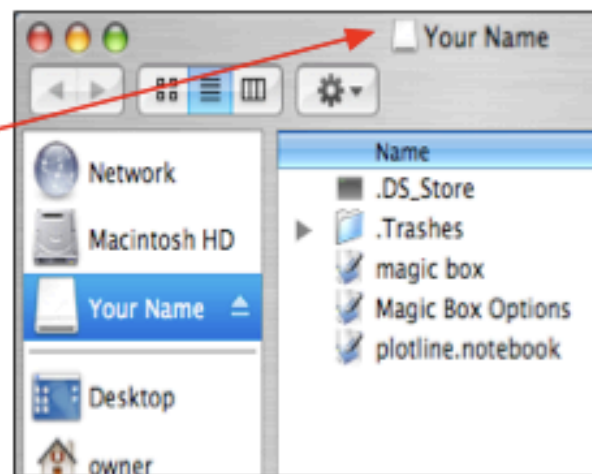 Your Name
Network
Macintosh HD
Your Name
Desktop
owner
Name
.DS_Store
.Trashes
magic box
Magic Box Options
plotline.notebook